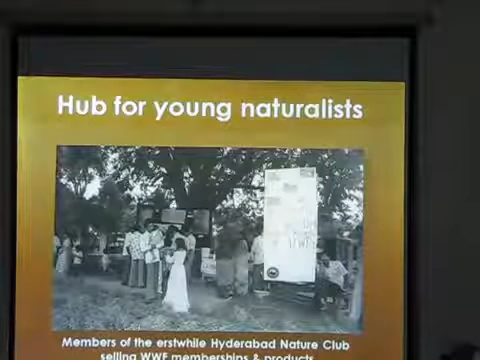 Hub for young naturalists
Members of the erstwhile Hyderabad Nature Club
selling WWF memberships & products